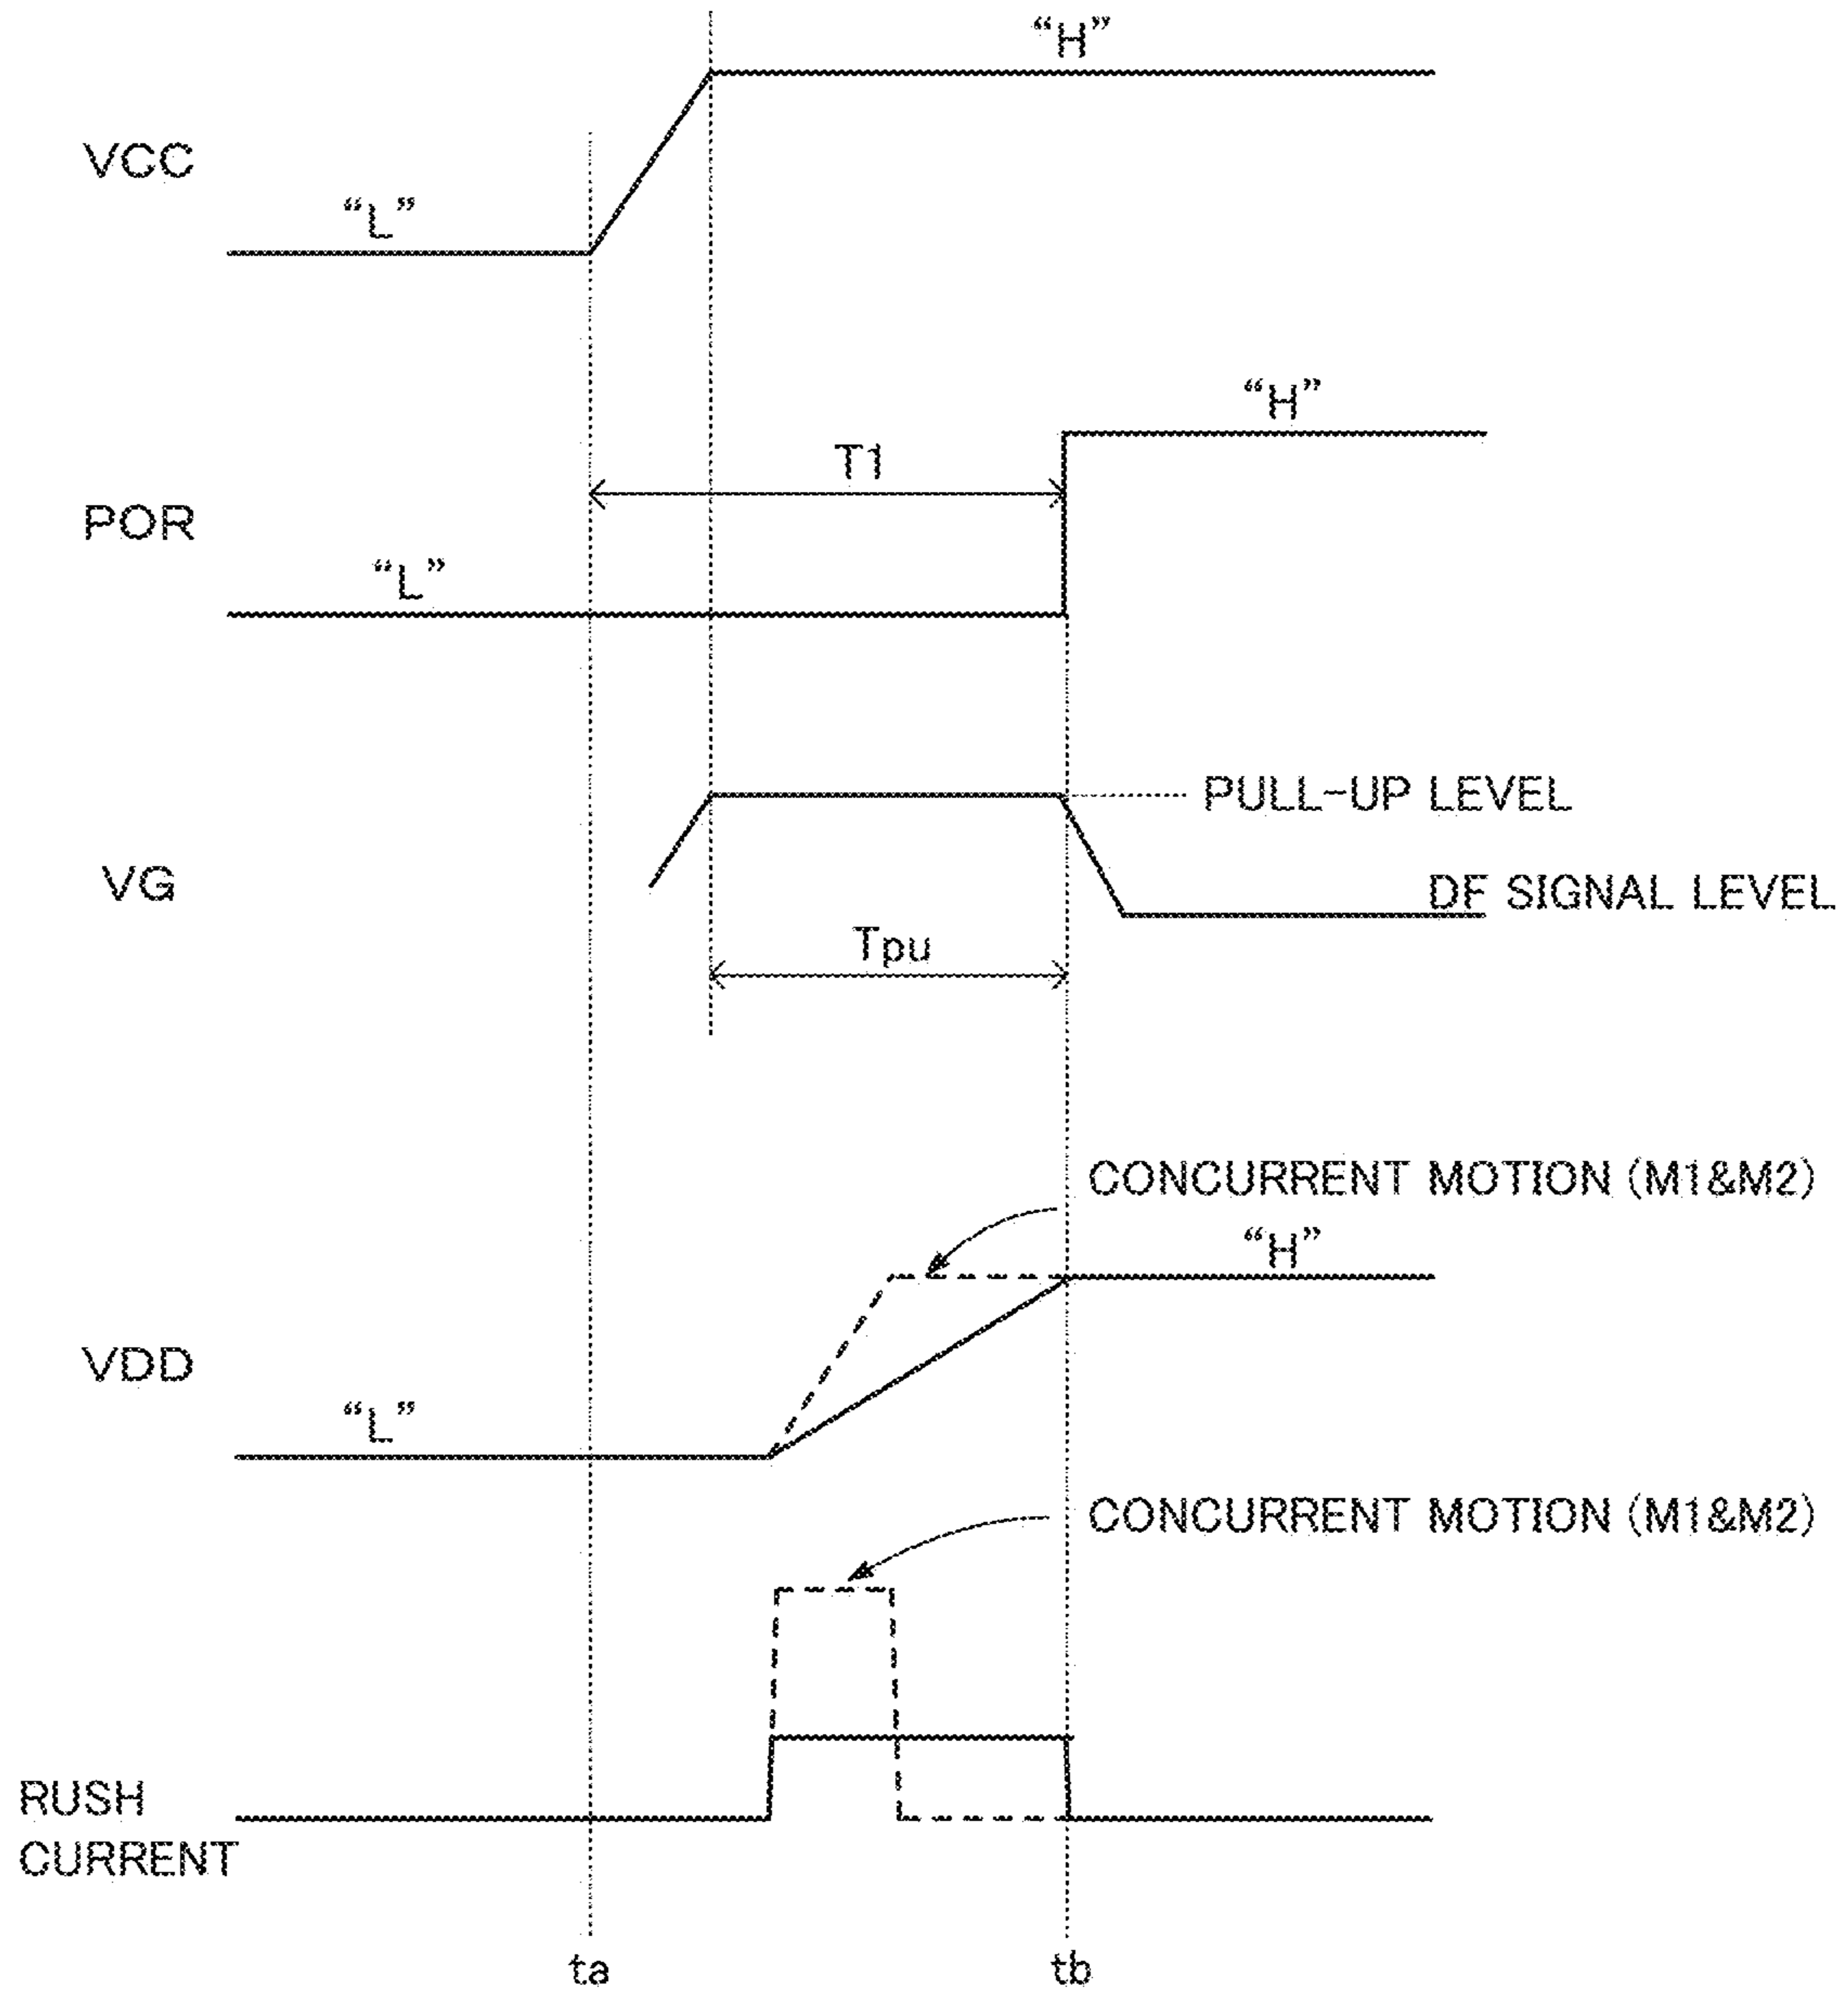 “H”
VCC
“L”
“H”
T1
POR
“L”
PULL-UP LEVEL
VG
DF SIGNAL LEVEL
Tpu
CONCURRENT MOTION (M1&M2)
“H”
VDD
“L”
CONCURRENT MOTION (M1&M2)
RUSH
CURRENT
ta
tb